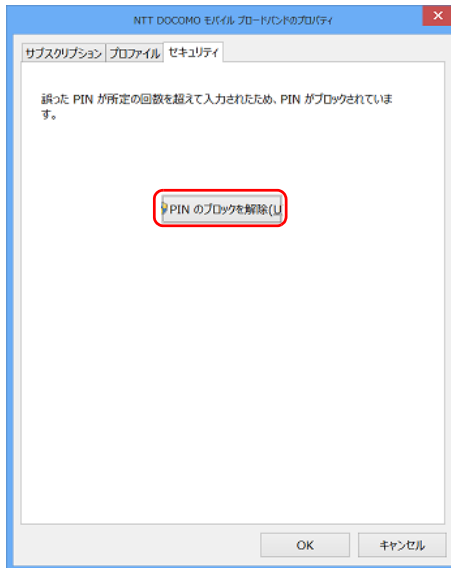 NTT DOCOMO モバイル ブロードバンドのプロパティ
サブスクリプション プロファイル セキュリティ
誤った PIN が所定の回数を超えて入力されたため、PIN がブロックされていま
す。
PIN のブロックを解除(U
OK キャンセル